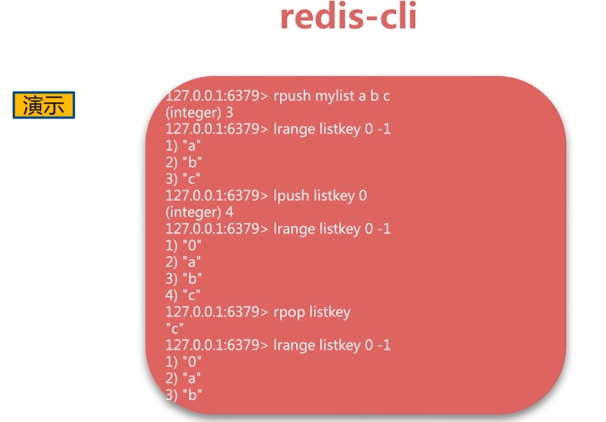 redis-cli
演示
127.0.0.1:6379> rpush mylist a b c
(integer) 3
127.0.0.1:6379> lrange listkey 0 -1
1) "a"
2) "b"
3) "c"
127.0.0.1:6379> lpush listkey 0
(integer) 4
127.0.0.1:6379> lrange listkey 0 -1
1) "0"
2) "a"
3) "b"
4) "c"
127.0.0.1:6379> rpop listkey
"c"
127.0.0.1:6379> lrange listkey 0 -1
1) "0"
2) "a"
3) "b"